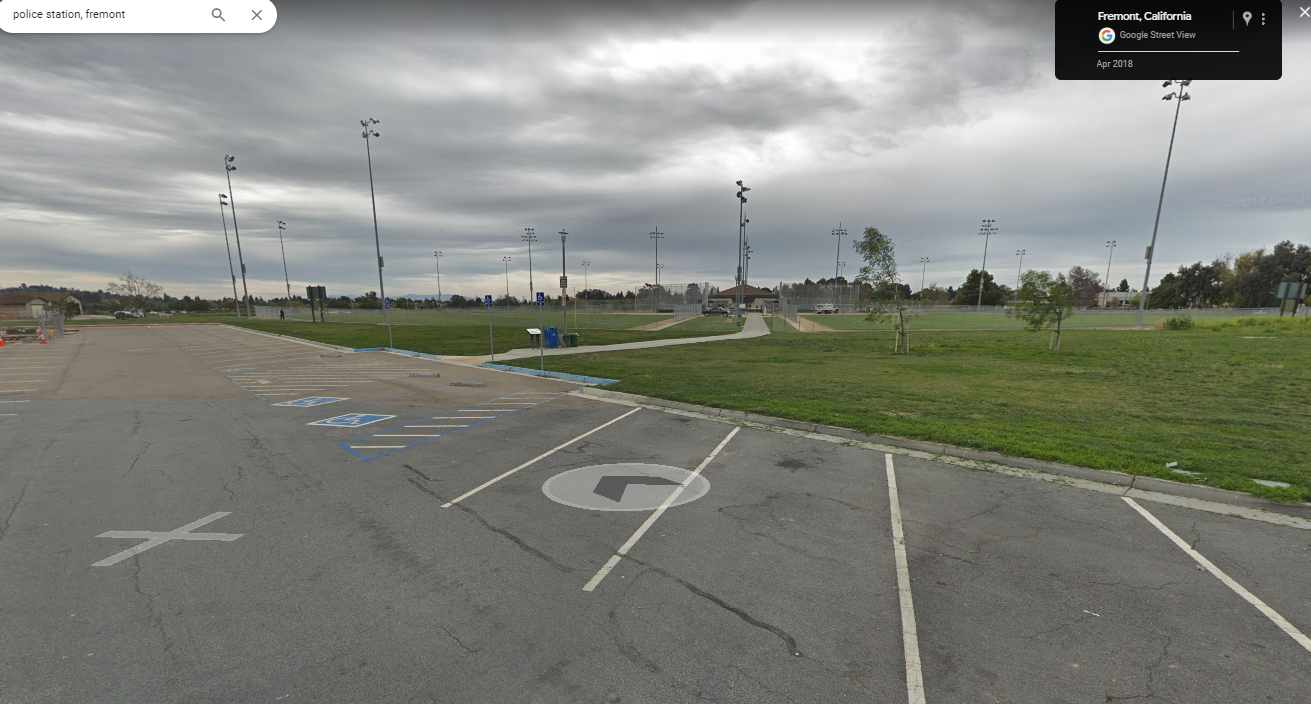 police station, fremont
Fremont, California
Google Street View
Apr 2018